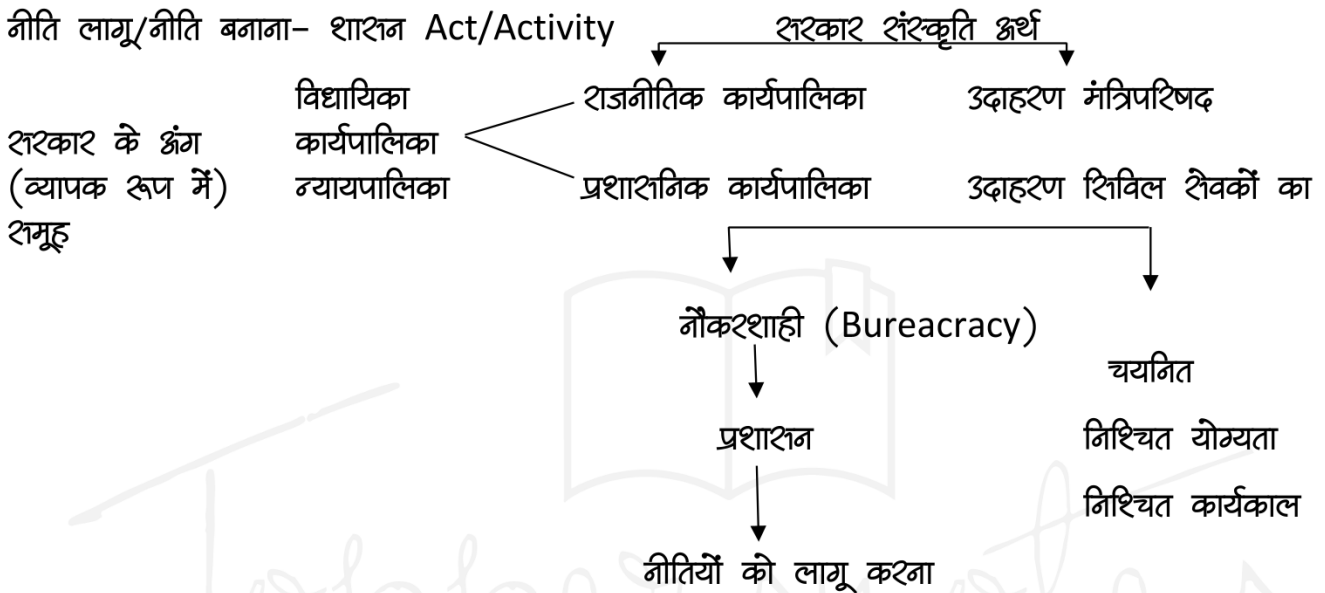 नीति लागू/नीति बनाना– शासन Act/Activity सरकार संस्कृति अर्थ
विधायिका राजनीतिक कार्यपालिका उदाहरण मंत्रिपरिषद
सरकार के अंग कार्यपालिका
(व्यापक रूप में) न्यायपालिका प्रशासनिक कार्यपालिका उदाहरण सिविल सेवकों का
समूह
नौकरशाही (Bureacracy)
चयनित
प्रशासन निश्चित योग्यता
निश्चित कार्यकाल
नीतियों को लागू करना